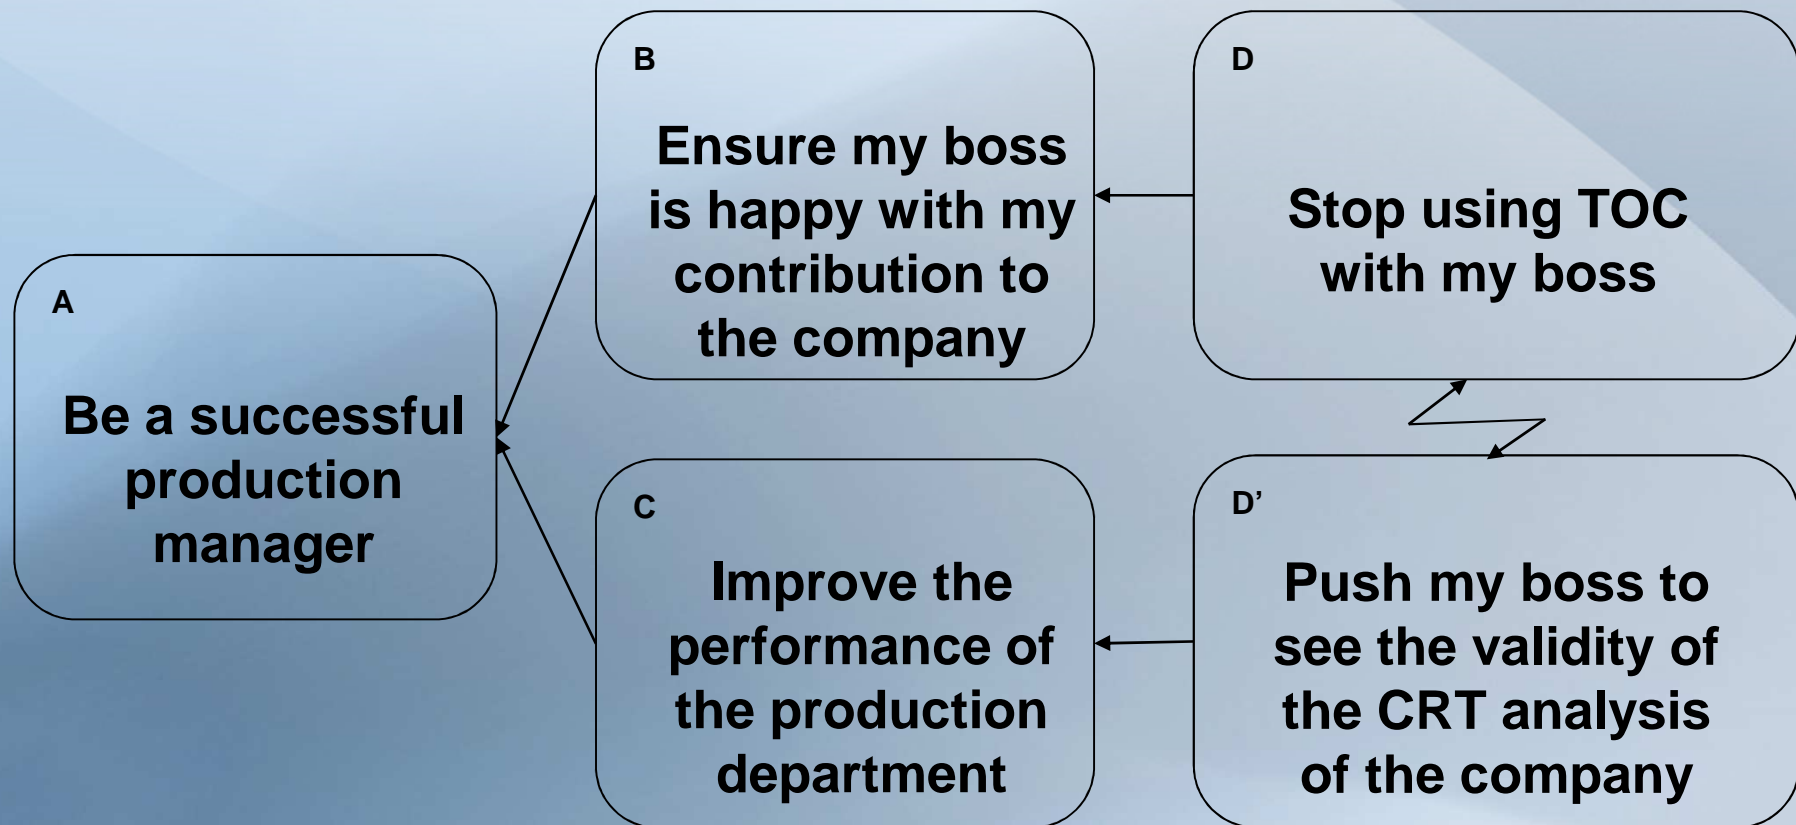 A
Be a successful
production
manager
B
Ensure my boss
is happy with my
contribution to
the company
C
Improve the
performance of
the production
department
D
Stop using TOC
with my boss
D’
Push my boss to
see the validity of
the CRT analysis
of the company